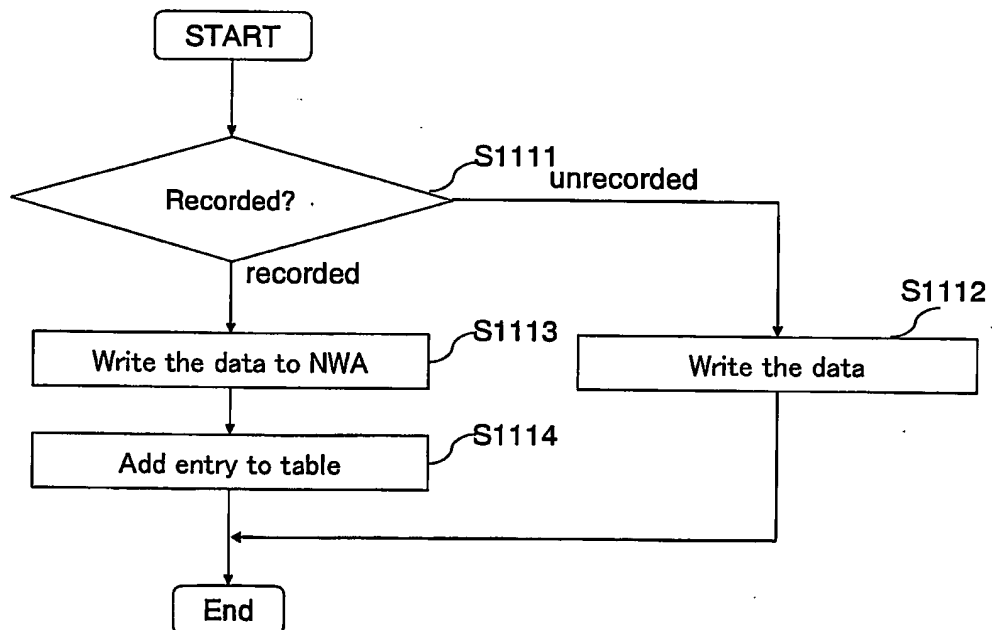 START
S1111
unrecorded
Recorded?
recorded
S1112
S1113
Write the data to NWA
Write the data
S1114
Add entry to table
End